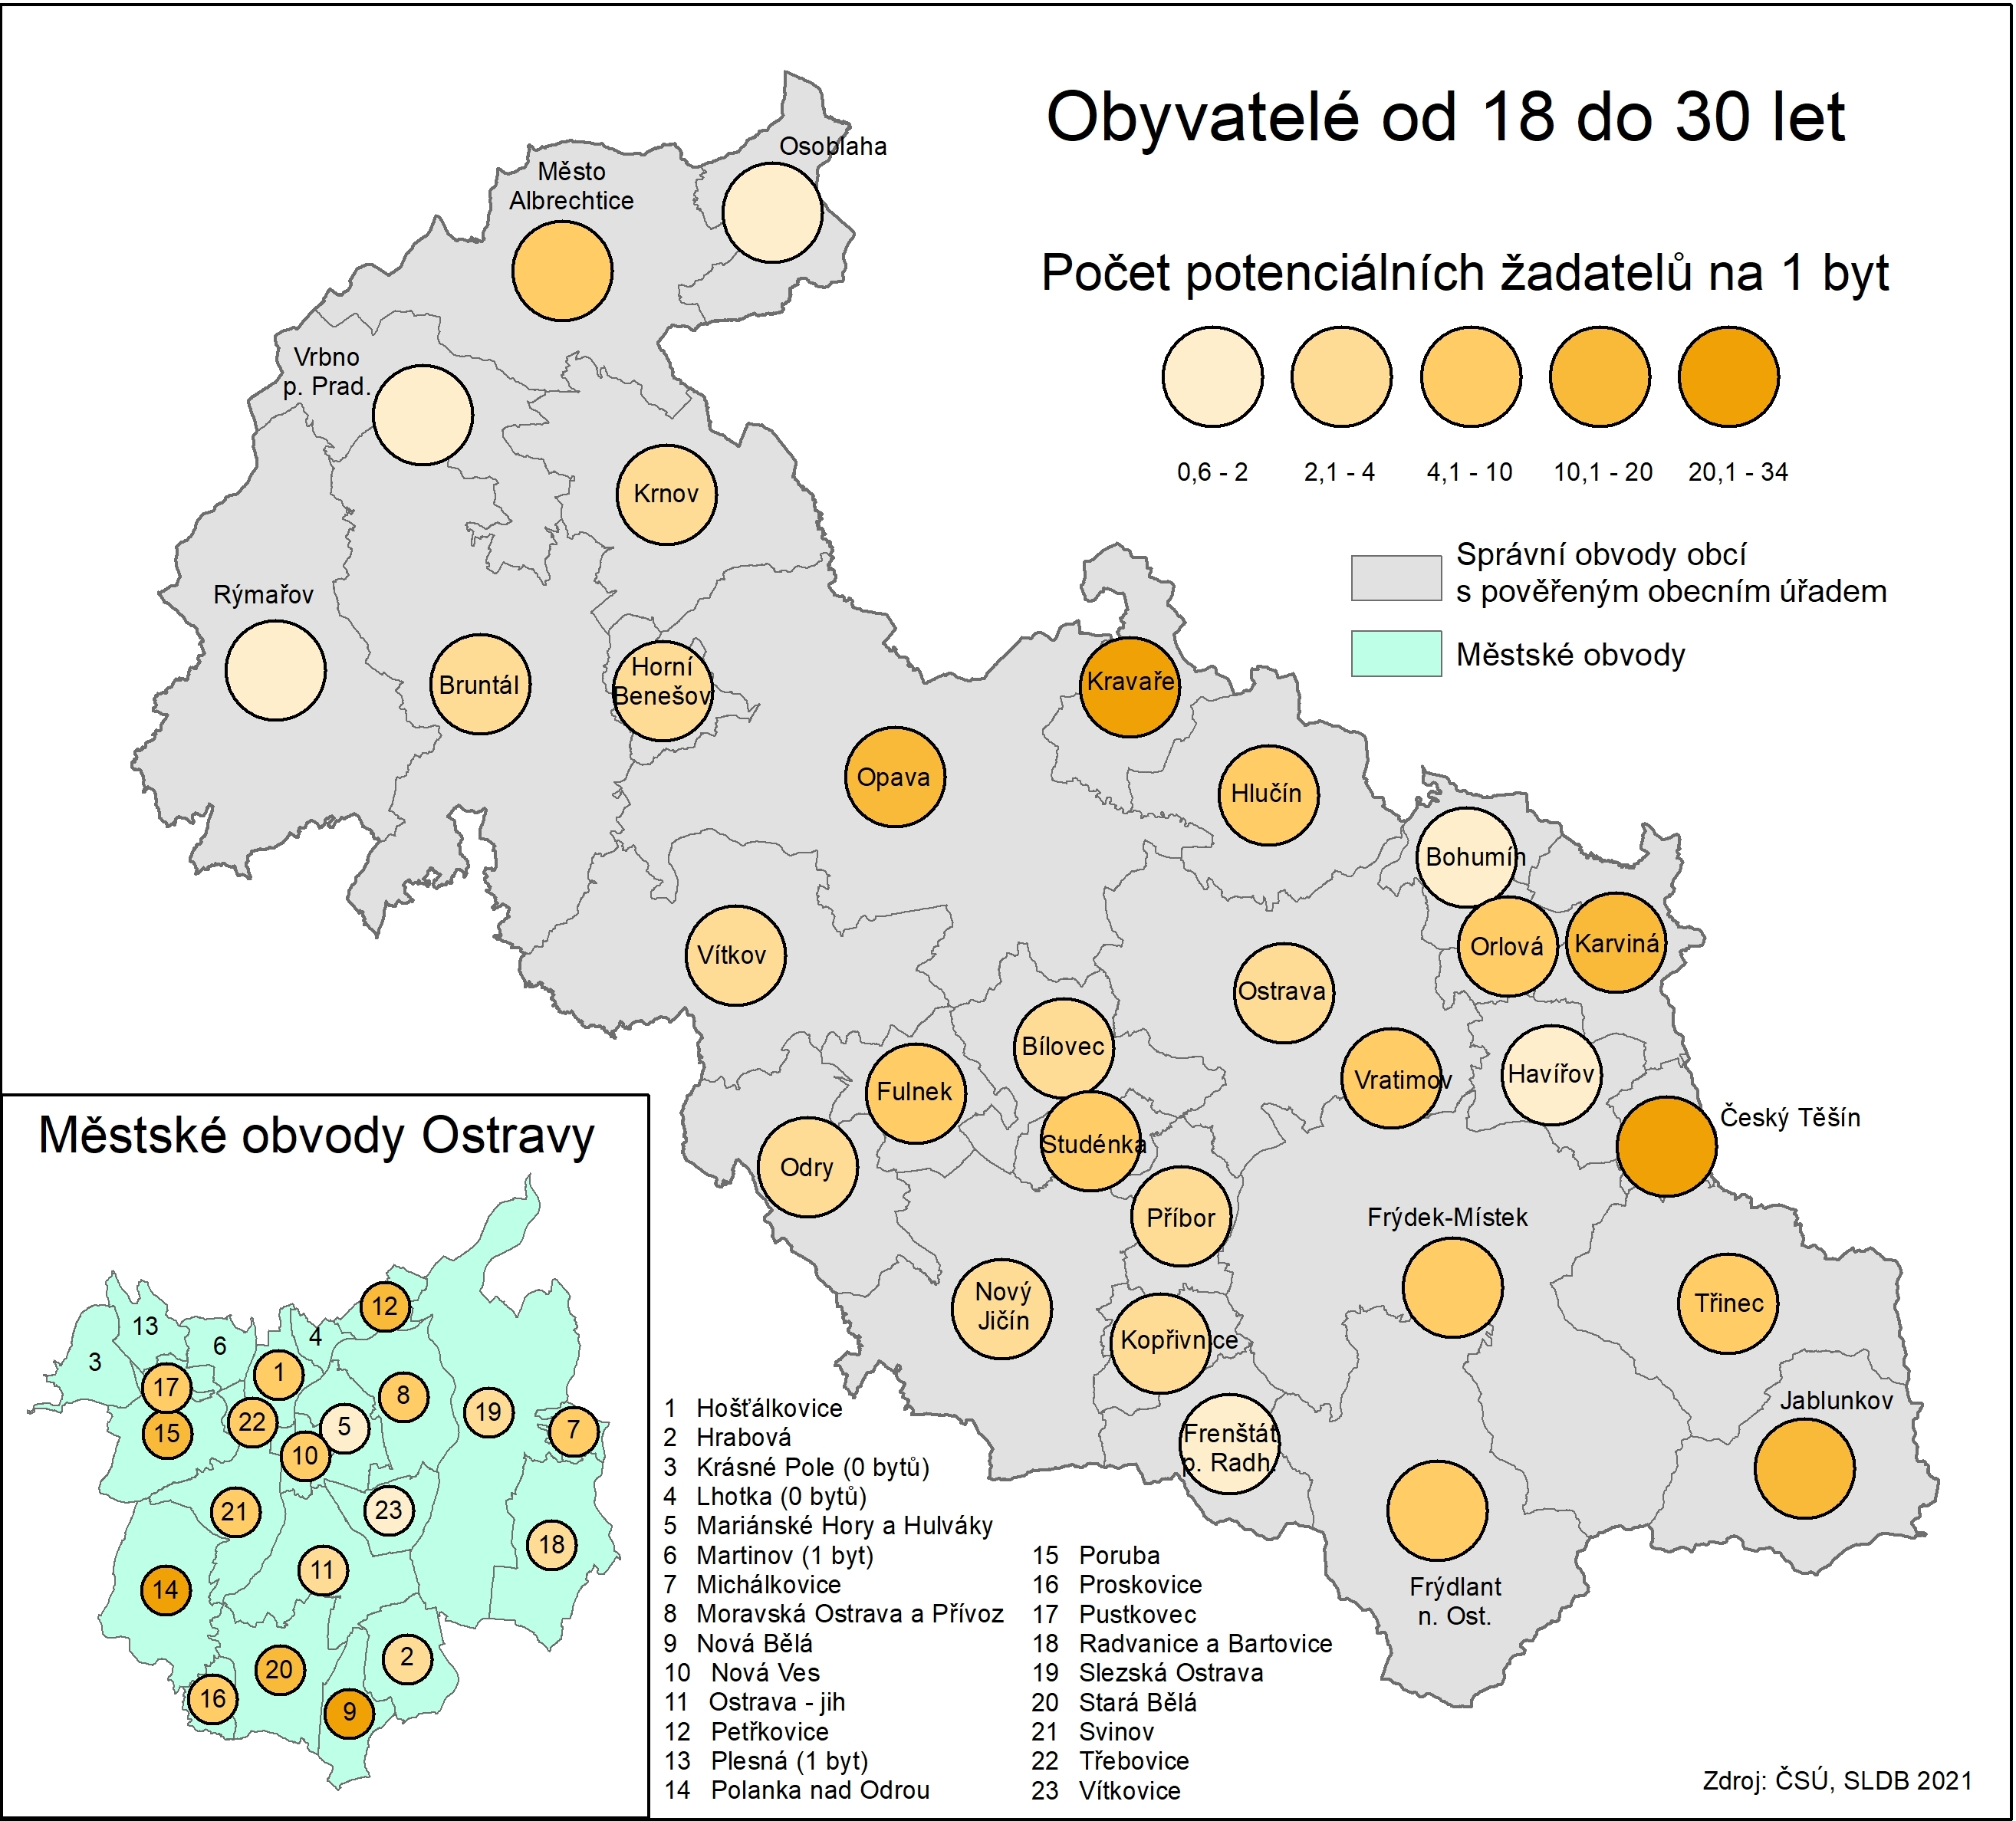 Obyvatelé od 18 do 30 let
Počet potenciálních žadatelů na 1 byt
0,6 - 2
2,1 - 4
4,1 - 10
10,1 - 20
20,1 - 34
Správní obvody obcí
s pověřeným obecním úřadem
Městské obvody
Osoblaha
Město
Albrechtice
Vrbno
p. Prad.
Krnov
Rýmařov
Bruntál
Horní
Benešov
Kravaře
Opava
Hlučín
Bohumín
Orlová
Karviná
Vítkov
Ostrava
Bílovec
Vratimov
Havířov
Fulnek
Český Těšín
Studénka
Odry
Příbor
Frýdek-Místek
Nový
Jičín
Třinec
Kopřivnice
Jablunkov
Frenštát
p. Radh.
Frýdlant
n. Ost.
Městské obvody Ostravy
12
13
4
6
3
1
17
8
19
22
5
7
15
10
23
21
18
11
14
2
20
16
9
1 Hošťálkovice
2 Hrabová
3 Krásné Pole (0 bytů)
4 Lhotka (0 bytů)
5 Mariánské Hory a Hulváky
6 Martinov (1 byt)
7 Michálkovice
8 Moravská Ostrava a Přívoz
9 Nová Bělá
10 Nová Ves
11 Ostrava - jih
12 Petřkovice
13 Plesná (1 byt)
14 Polanka nad Odrou
15 Poruba
16 Proskovice
17 Pustkovec
18 Radvanice a Bartovice
19 Slezská Ostrava
20 Stará Bělá
21 Svinov
22 Třebovice
23 Vítkovice
Zdroj: ČSÚ, SLDB 2021